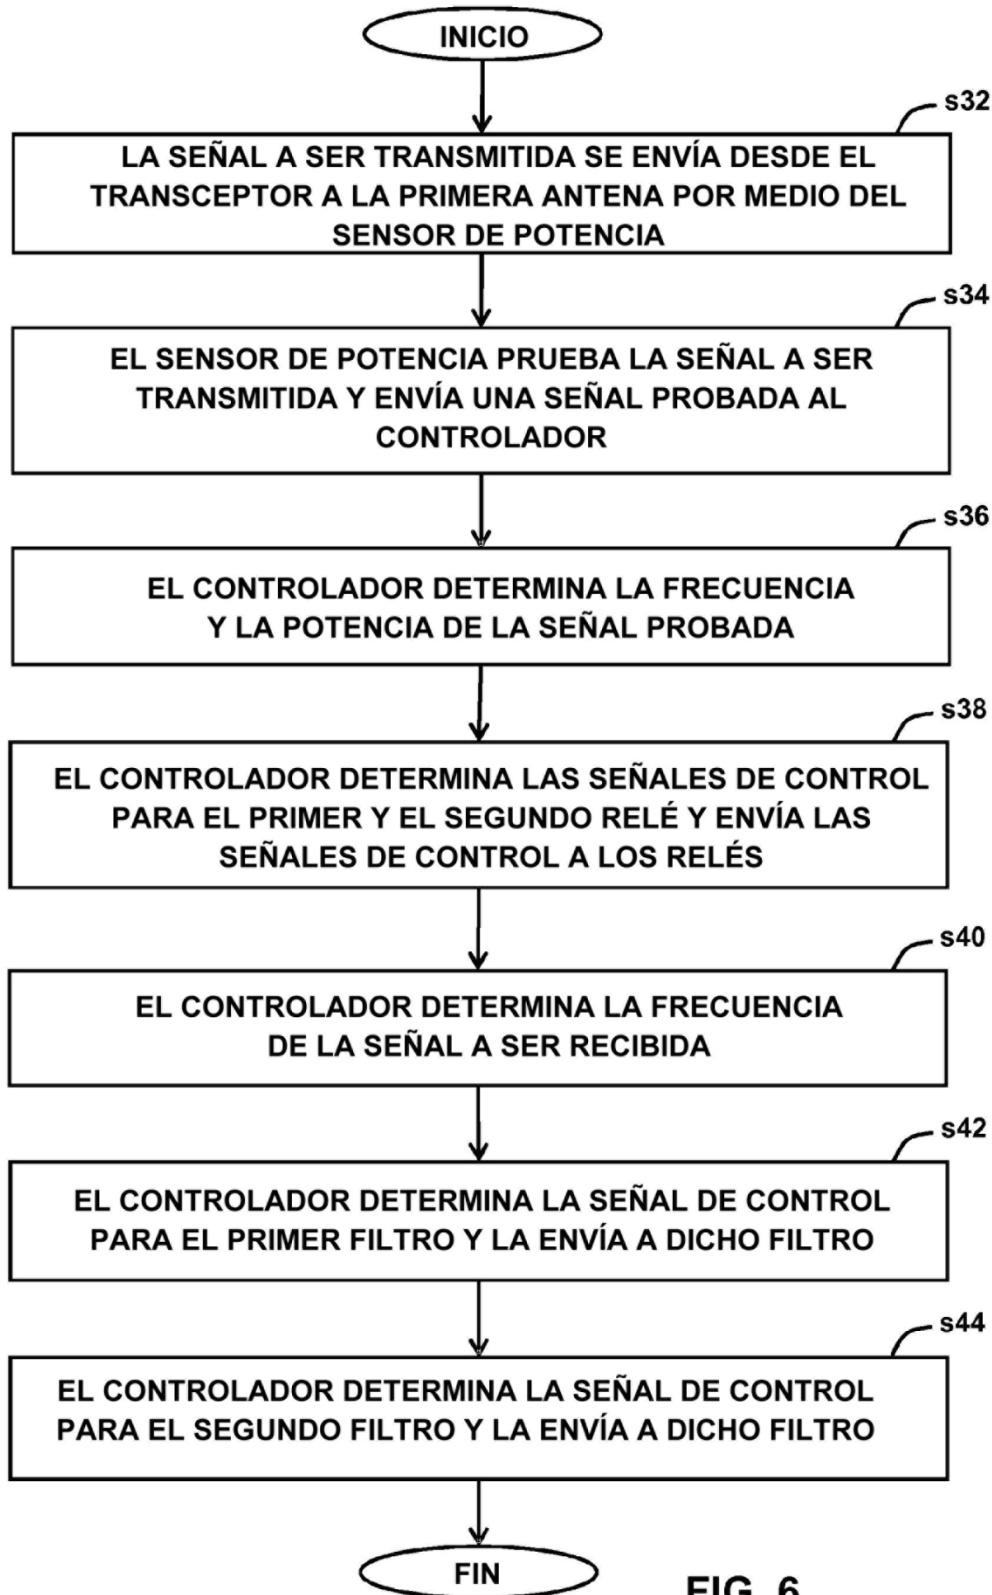 INICIO
s32
LA SEÑAL A SER TRANSMITIDA SE ENVÍA DESDE EL
TRANSCEPTOR A LA PRIMERA ANTENA POR MEDIO DEL
SENSOR DE POTENCIA
s34
EL SENSOR DE POTENCIA PRUEBA LA SEÑAL A SER
TRANSMITIDA Y ENVÍA UNA SEÑAL PROBADA AL
CONTROLADOR
s36
EL CONTROLADOR DETERMINA LA FRECUENCIA
Y LA POTENCIA DE LA SEÑAL PROBADA
s38
EL CONTROLADOR DETERMINA LAS SEÑALES DE CONTROL
PARA EL PRIMER Y EL SEGUNDO RELÉ Y ENVÍA LAS
SEÑALES DE CONTROL A LOS RELÉS
s40
EL CONTROLADOR DETERMINA LA FRECUENCIA
DE LA SEÑAL A SER RECIBIDA
s42
EL CONTROLADOR DETERMINA LA SEÑAL DE CONTROL
PARA EL PRIMER FILTRO Y LA ENVÍA A DICHO FILTRO
s44
EL CONTROLADOR DETERMINA LA SEÑAL DE CONTROL
PARA EL SEGUNDO FILTRO Y LA ENVÍA A DICHO FILTRO
FIN
FIG. 6